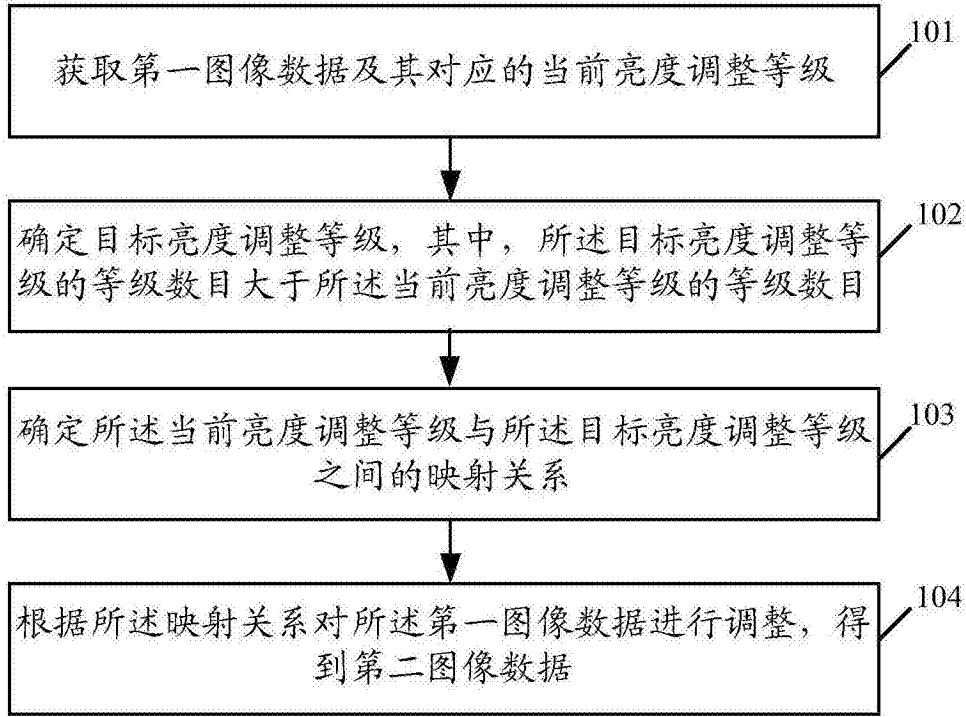 获取第一图像数据及其对应的当前亮度调整等级
101
确定目标亮度调整等级，其中，所述目标亮度调整等
级的等级数目大于所述当前亮度调整等级的等级数目
102
确定所述当前亮度调整等级与所述目标亮度调整等级
之间的映射关系
103
根据所述映射关系对所述第一图像数据进行调整，得
到第二图像数据
104